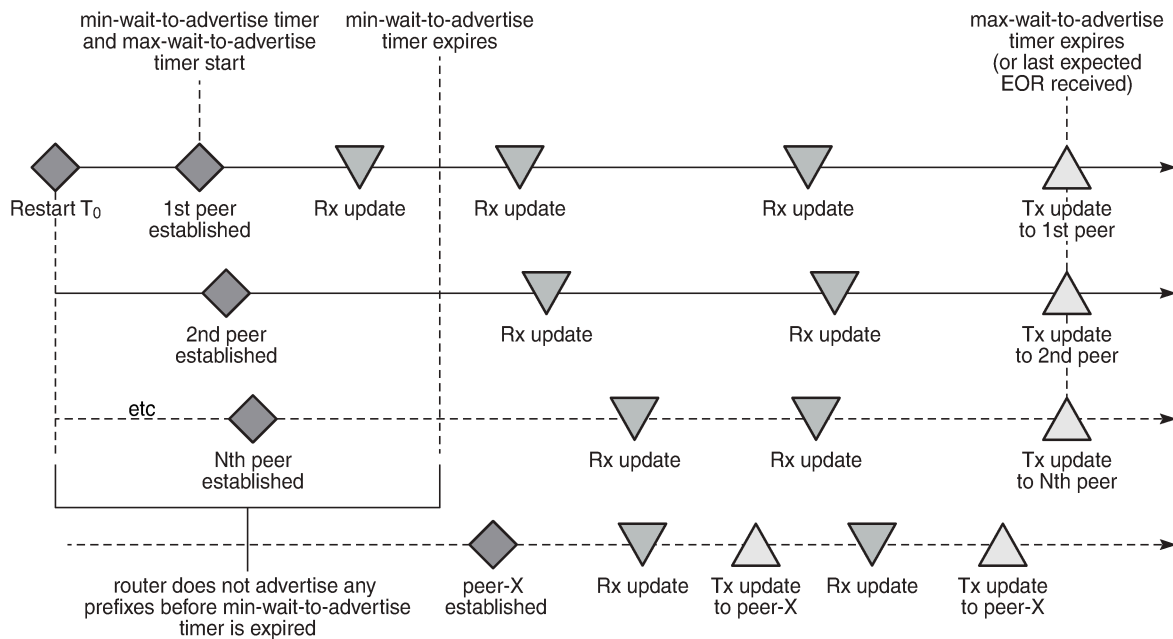 min-wait-to-advertise timer
and max-wait-to-advertise
timer start
min-wait-to-advertise
timer expires
max-wait-to-advertise
timer expires
(or last expected
EOR received)
Restart T₀
1st peer
established
Rx update
Rx update
Rx update
Tx update
to 1st peer
2nd peer
established
Rx update
Rx update
Tx update
to 2nd peer
etc
Nth peer
established
Rx update
Rx update
Tx update
to Nth peer
router does not advertise any
prefixes before min-wait-to-advertise
timer is expired
peer-X
established
Rx update
Tx update
to peer-X
Rx update
Tx update
to peer-X